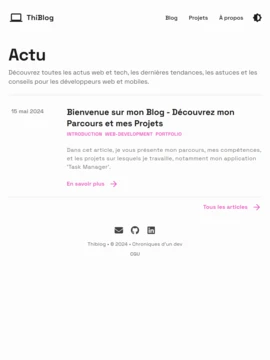 ThiBlog
Blog Projets À propos
Actu
Découvrez toutes les actus web et tech, les dernières tendances, les astuces et les
conseils pour les développeurs web et mobiles.
15 mai 2024
Bienvenue sur mon Blog - Découvrez mon
Parcours et mes Projets
INTRODUCTION WEB-DEVELOPMENT PORTFOLIO
Dans cet article, je vous présente mon parcours, mes compétences,
et les projets sur lesquels je travaille, notamment mon application
'Task Manager'.
En savoir plus
Tous les articles
Thiblog • © 2024 • Chroniques d'un dev